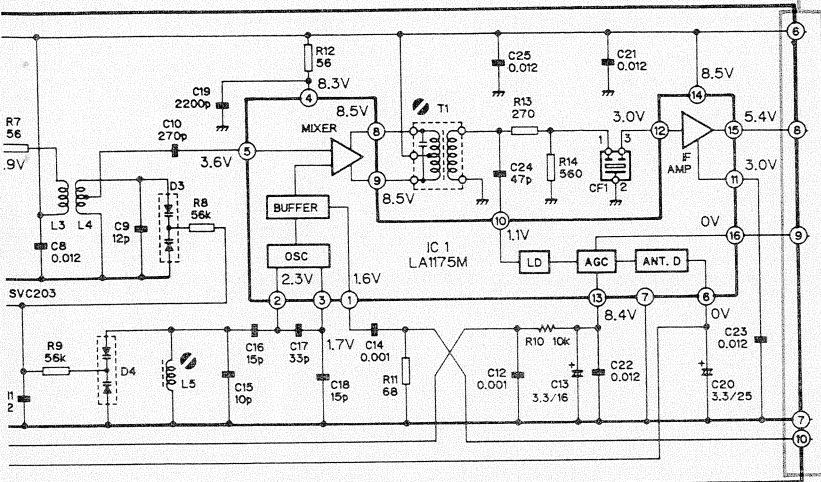 6
R12
56
C25
0.012
C21
0.012
8.3V
8.5V
C19
2200p
4
14
8.5V
T1
R13
270
3.0V
5.4V
R7
56
C10
270p
MIXER
8
1
3
12
15
8
.9V
3.6V
5
IF
AMP
3.0V
9
8.5V
C24
47p
R14
560
CF1
2
11
D3
R8
56k
BUFFER
10
0V
L3
L4
C9
12p
1.1V
16
9
C8
0.012
IC 1
LA1175M
OSC
LD
AGC
ANT. D
2.3V
1.6V
SVC203
2
3
1
13
7
6
8.4V
0V
R9
56k
C16
15p
C17
33p
1.7V
C14
0.001
R10
10k
C23
0.012
D4
L5
C15
10p
C18
15p
R11
68
C12
0.001
C13
3.3/16
C22
0.012
C20
3.3/25
11
2
7
10